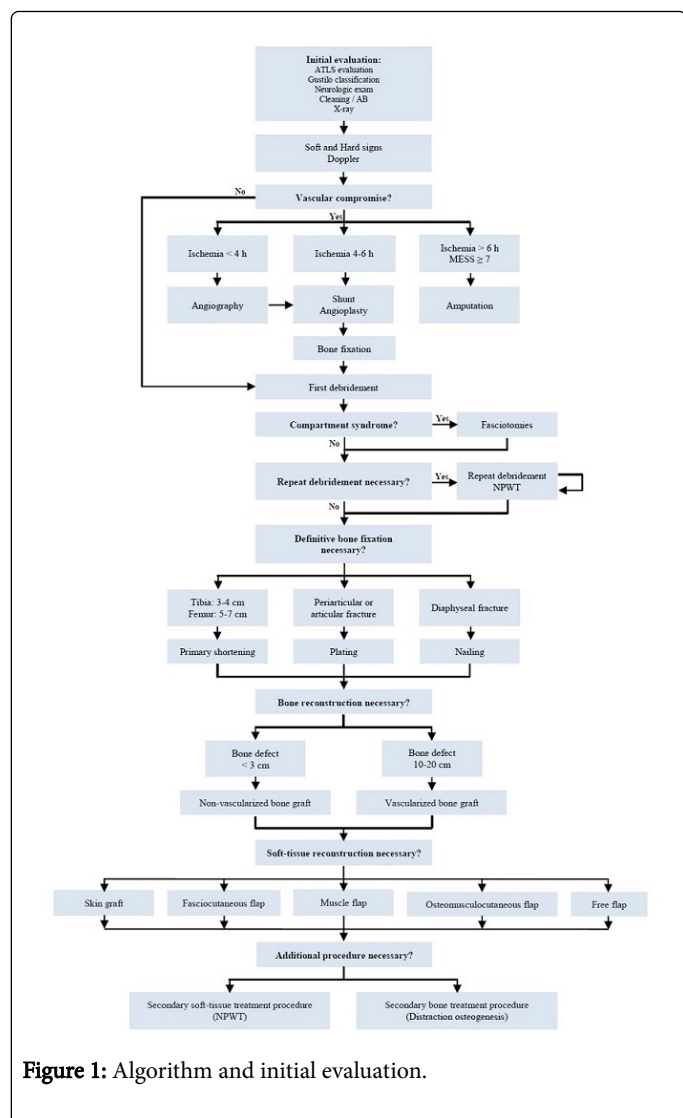 Initial evaluation:
ATLS evaluation
Gustilo classification
Neurologic exam
Cleaning / AB
X-ray
Soft and Hard signs
Doppler
No
Vascular compromise?
Yes
Ischemia < 4 h
Ischemia 4-6 h
Ischemia > 6 h
MESS ≥ 7
Angiography
Shunt
Angioplasty
Amputation
Bone fixation
First debridement
Compartment syndrome?
Yes
Fasciotomies
No
Repeat debridement necessary?
Yes
Repeat debridement
NPWT
No
Definitive bone fixation
necessary?
Tibia: 3-4 cm
Femur: 5-7 cm
Periarticular or
articular fracture
Diaphyseal fracture
Primary shortening
Plating
Nailing
Bone reconstruction necessary?
Bone defect
< 3 cm
Bone defect
10-20 cm
Non-vascularized bone graft
Vascularized bone graft
Soft-tissue reconstruction necessary?
Skin graft
Fasciocutaneous flap
Muscle flap
Osteomusculocutaneous flap
Free flap
Additional procedure necessary?
Secondary soft-tissue treatment procedure
(NPWT)
Secondary bone treatment procedure
(Distraction osteogenesis)
Figure 1: Algorithm and initial evaluation.